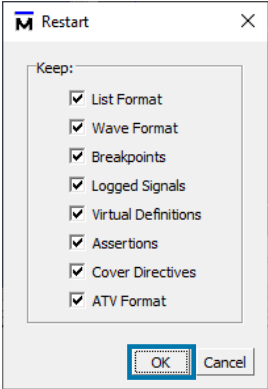 M Restart
Keep:
List Format
Wave Format
Breakpoints
Logged Signals
Virtual Definitions
Assertions
Cover Directives
ATV Format
OK Cancel